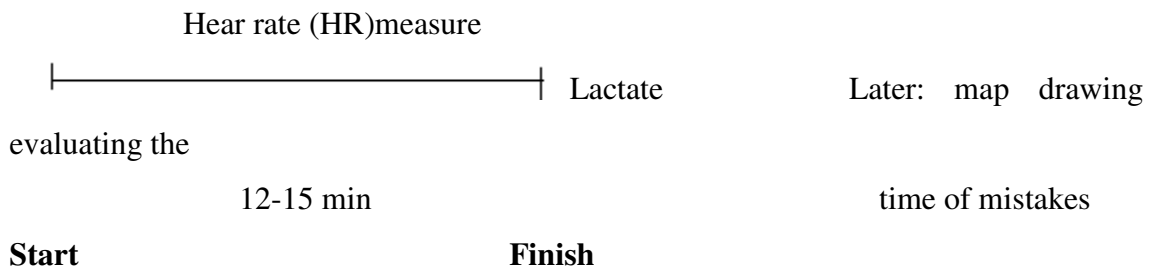 Hear rate (HR)measure
Lactate Later: map drawing
evaluating the
12-15 min time of mistakes
Start Finish